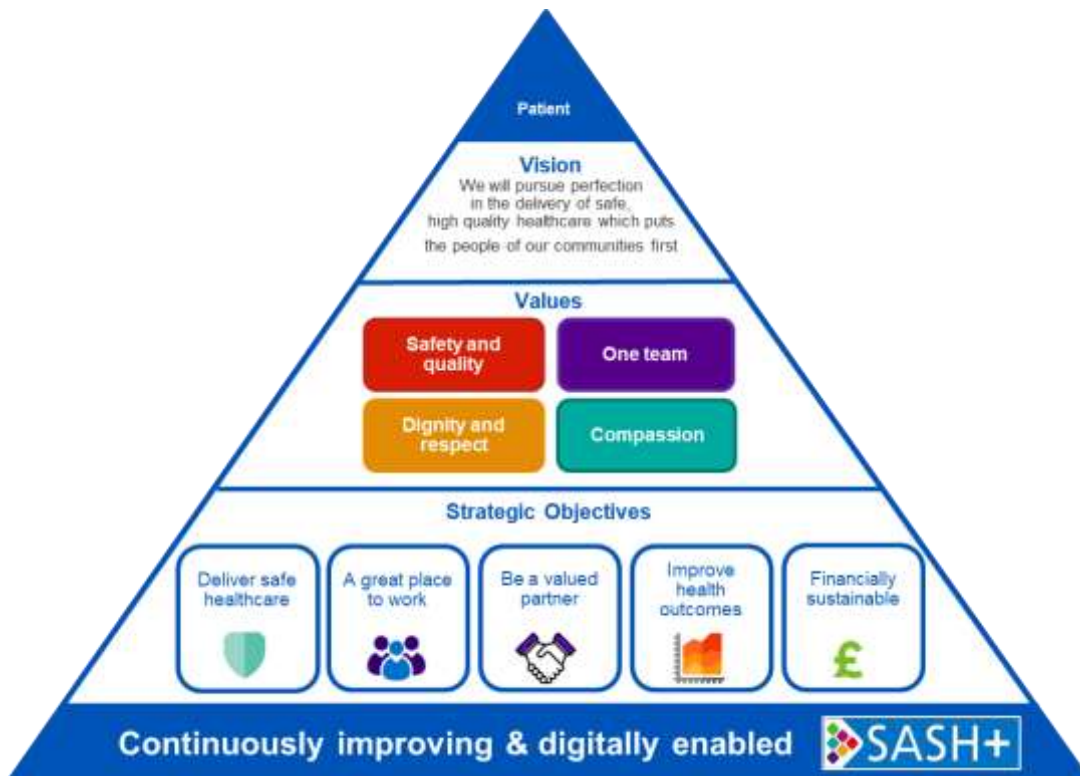 Patient
Vision
We will pursue perfection
in the delivery of safe,
high quality healthcare which puts
the people of our communities first
Values
Safety and
quality
One team
Dignity and
respect
Compassion
Strategic Objectives
Deliver safe
healthcare
A great place
to work
Be a valued
partner
Improve
health
outcomes
Financially
sustainable
£
Continuously improving & digitally enabled
SASH+